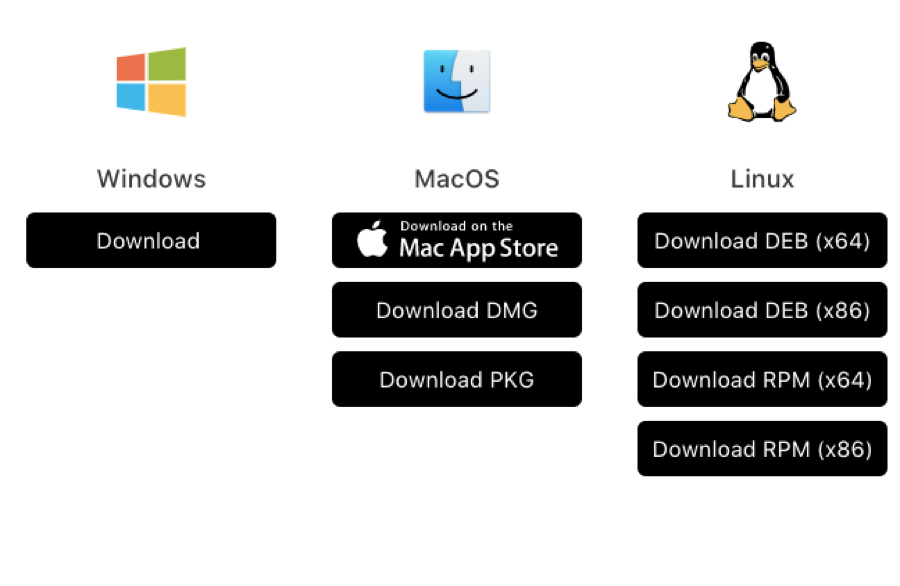 Windows
Download
MacOS
Download on the
Mac App Store
Download DMG
Download PKG
Linux
Download DEB (x64)
Download DEB (x86)
Download RPM (x64)
Download RPM (x86)